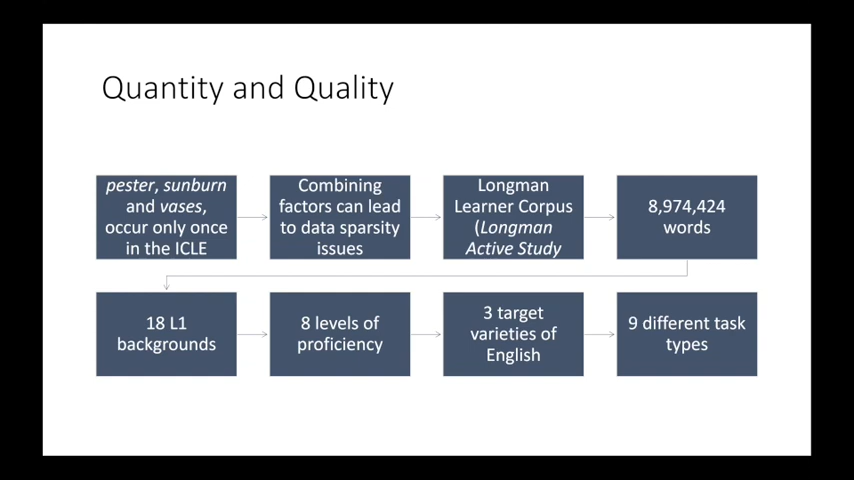 Quantity and Quality
pester, sunburn
and vases,
occur only once
in the ICLE
Combining
factors can lead
to data sparsity
issues
Longman
Learner Corpus
(Longman
Active Study
8,974,424
words
18 L1
backgrounds
8 levels of
proficiency
3 target
varieties of
English
9 different task
types